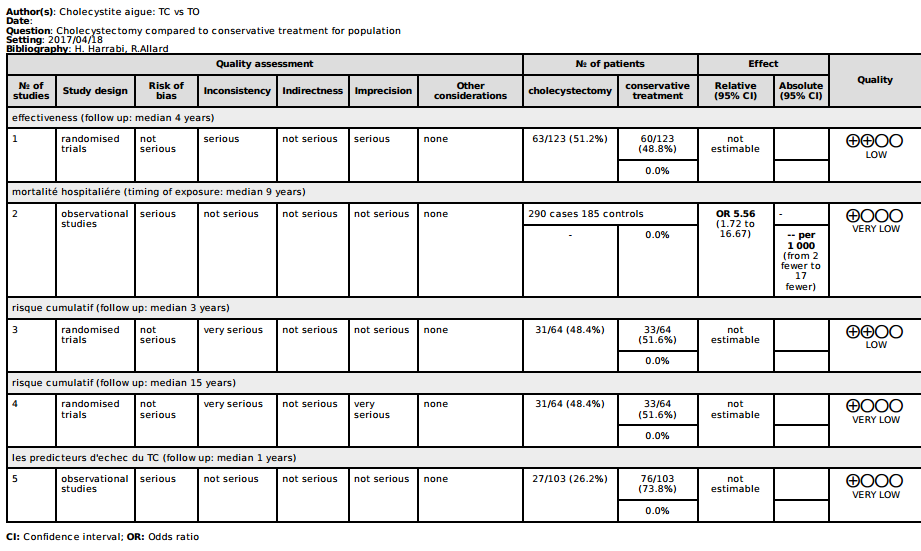 Author(s): Cholecystite aigue: TC vs TO
Date:
Question: Cholecystectomy compared to conservative treatment for population
Setting: 2017/04/18
Bibliography: H. Harrabi, R.Allard
Quality assessment № of patients Effect Quality
№ of studies Study design Risk of bias Inconsistency Indirectness Imprecision Other considerations cholecystectomy conservative treatment Relative (95% CI) Absolute (95% CI)
effectiveness (follow up: median 4 years)
1 randomised trials not serious serious not serious serious none 63/123 (51.2%) 60/123 (48.8%) not estimable ⨁⨁◯◯ LOW
0.0%
mortalité hospitaliére (timing of exposure: median 9 years)
2 observational studies serious not serious not serious not serious none 290 cases 185 controls OR 5.56 (1.72 to 16.67) - ⨁◯◯◯ VERY LOW
- 0.0% -- per 1 000 (from 2 fewer to 17 fewer)
risque cumulatif (follow up: median 3 years)
3 randomised trials not serious very serious not serious not serious none 31/64 (48.4%) 33/64 (51.6%) not estimable ⨁⨁◯◯ LOW
0.0%
risque cumulatif (follow up: median 15 years)
4 randomised trials not serious very serious not serious very serious none 31/64 (48.4%) 33/64 (51.6%) not estimable ⨁◯◯◯ VERY LOW
0.0%
les predicteurs d'echec du TC (follow up: median 1 years)
5 observational studies serious not serious not serious not serious none 27/103 (26.2%) 76/103 (73.8%) not estimable ⨁◯◯◯ VERY LOW
0.0%
CI: Confidence interval; OR: Odds ratio